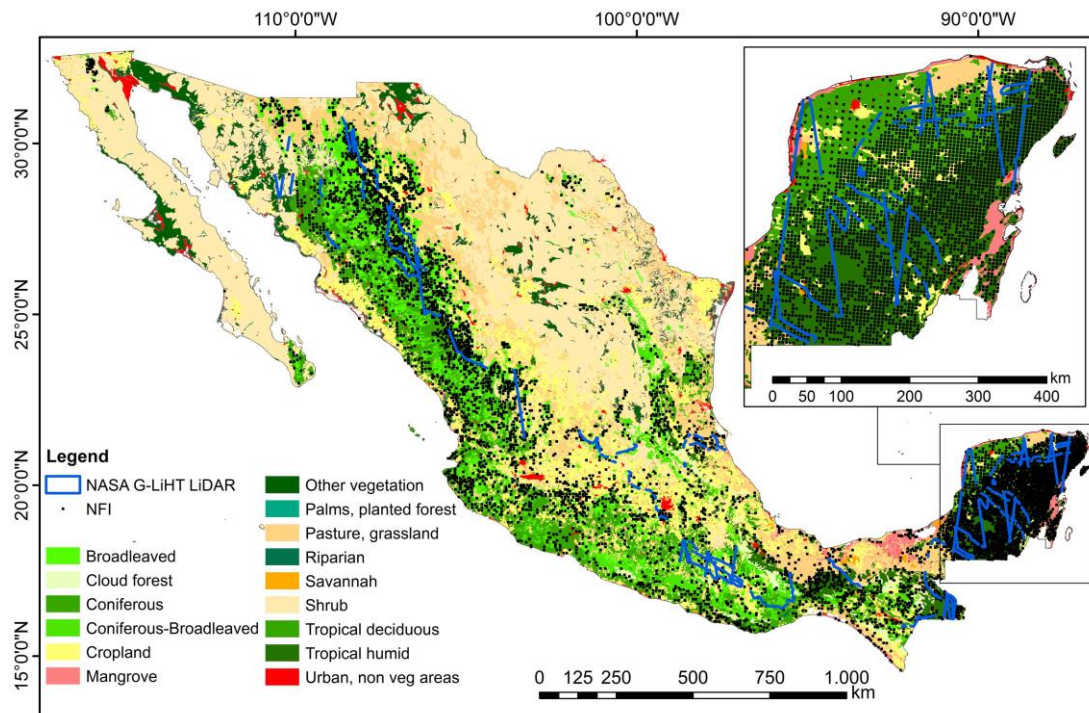 110°0'0"W
100°0'0"W
90°0'0"W
30°0'0"N
25°0'0"N
20°0'0"N
15°0'0"N
km
0 25 50 100 200 300 400
Legend
NASA G-LiHT LiDAR
NFI
Broadleaved
Cloud forest
Coniferous
Coniferous-Broadleaved
Cropland
Mangrove
Other vegetation
Palms, planted forest
Pasture, grassland
Riparian
Savannah
Shrub
Tropical deciduous
Tropical humid
Urban, non veg areas
0 125 250 500 750 1.000
km